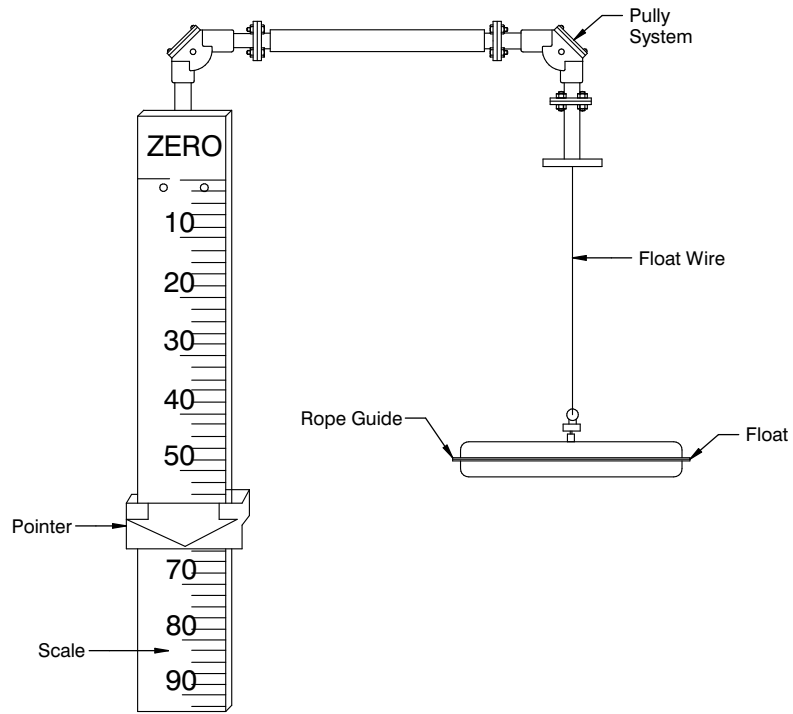 Pully
System
ZERO
10
20
30
40
50
70
80
90
Float Wire
Rope Guide
Float
Pointer
Scale